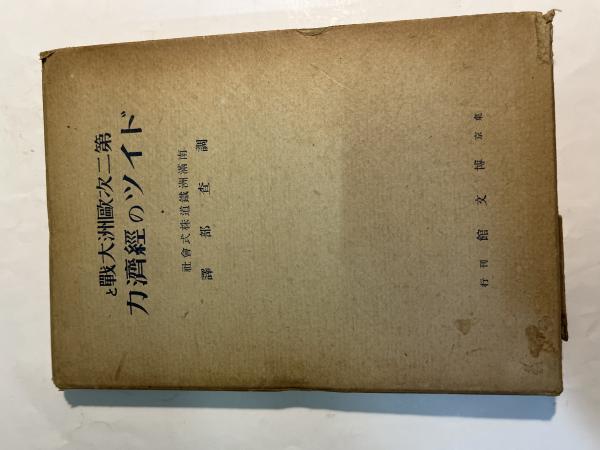 第二次歐洲大戰と
ドイツの經濟力
南滿洲鐵道株式會社
調査部譯
東京 博文館 刊行